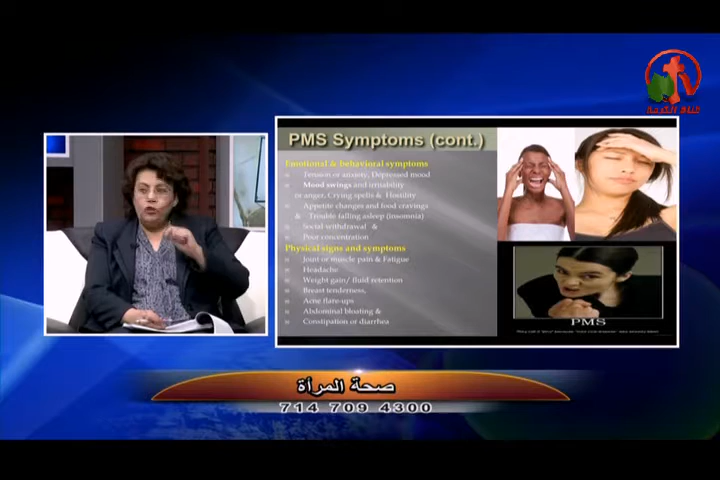 قناة الكرمة
PMS Symptoms (cont.)
Emotional & behavioral symptoms
Tension or anxiety, Depressed mood
Mood swings and irritability
or anger, Crying spells & Hostility
Appetite changes and food cravings
& Trouble falling asleep (insomnia)
Social withdrawal &
Poor concentration
Physical signs and symptoms
Joint or muscle pain & Fatigue
Headache
Weight gain/ fluid retention
Breast tenderness,
Acne flare-ups
Abdominal bloating &
Constipation or diarrhea
PMS
صحة المرأة
714 709 4300